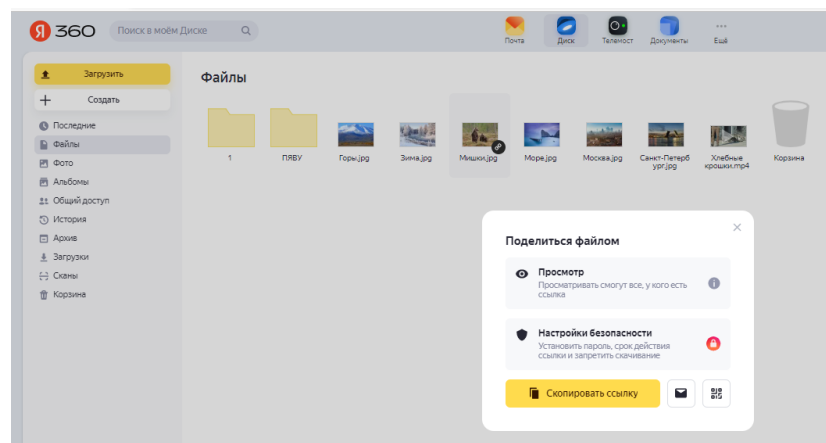 Я 360
Поиск в моём Диске
Почта
Диск
Телемост
Документы
Ещё
Загрузить
Создать
Последние
Файлы
Фото
Альбомы
Общий доступ
История
Архив
Загрузки
Сканы
Корзина
Файлы
1
ПЯВУ
Горы.jpg
Зима.jpg
Мишки.jpg
Море.jpg
Москва.jpg
Санкт-Петерб
ург.jpg
Хлебные
крошки.mp4
Корзина
Поделиться файлом
Просмотр
Просматривать смогут все, у кого есть
ссылка
Настройки безопасности
Установить пароль, срок действия
ссылки и запретить скачивание
Скопировать ссылку